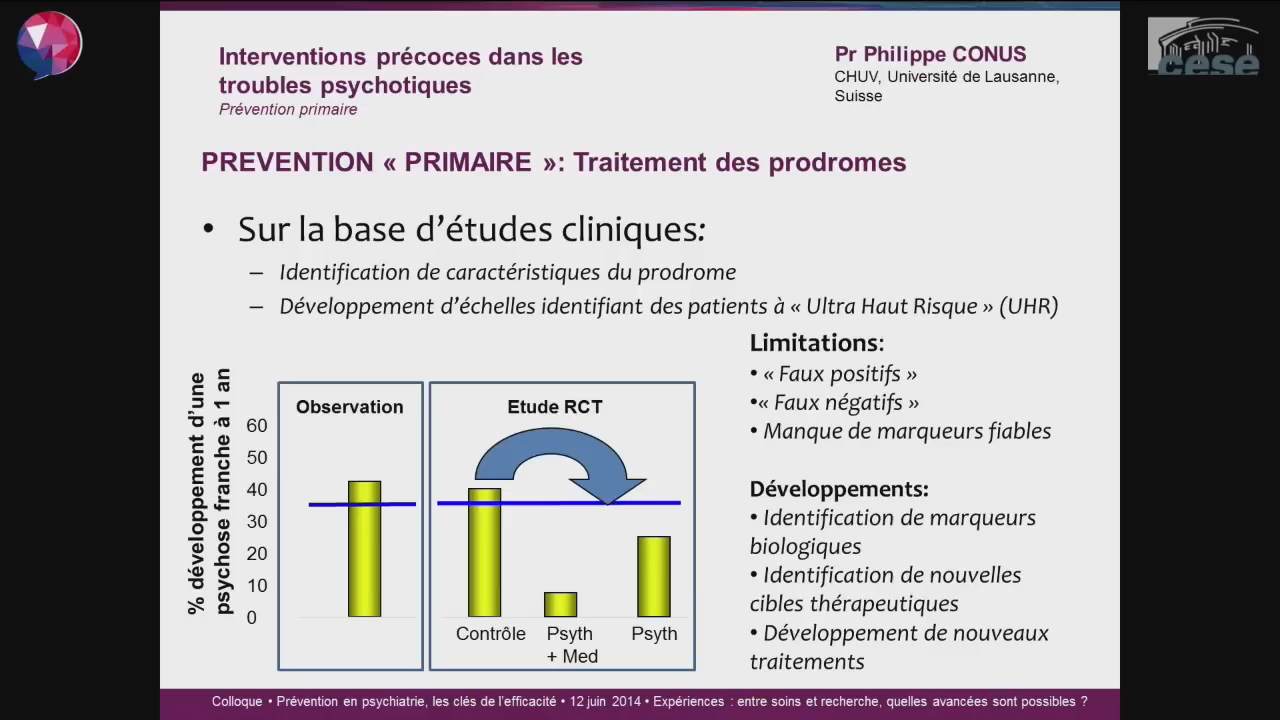 Interventions précoces dans les
troubles psychotiques
Prévention primaire
Pr Philippe CONUS
CHUV, Université de Lausanne,
Suisse
cese
PREVENTION « PRIMAIRE »: Traitement des prodromes
• Sur la base d’études cliniques:
– Identification de caractéristiques du prodrome
– Développement d’échelles identifiant des patients à « Ultra Haut Risque » (UHR)
% développement d’une
psychose franche à 1 an
60
50
40
30
20
10
0
Observation
Etude RCT
Contrôle
Psyth
+ Med
Psyth
Limitations:
• « Faux positifs »
•« Faux négatifs »
• Manque de marqueurs fiables
Développements:
• Identification de marqueurs
biologiques
• Identification de nouvelles
cibles thérapeutiques
• Développement de nouveaux
traitements
Colloque • Prévention en psychiatrie, les clés de l’efficacité • 12 juin 2014 • Expériences : entre soins et recherche, quelles avancées sont possibles ?